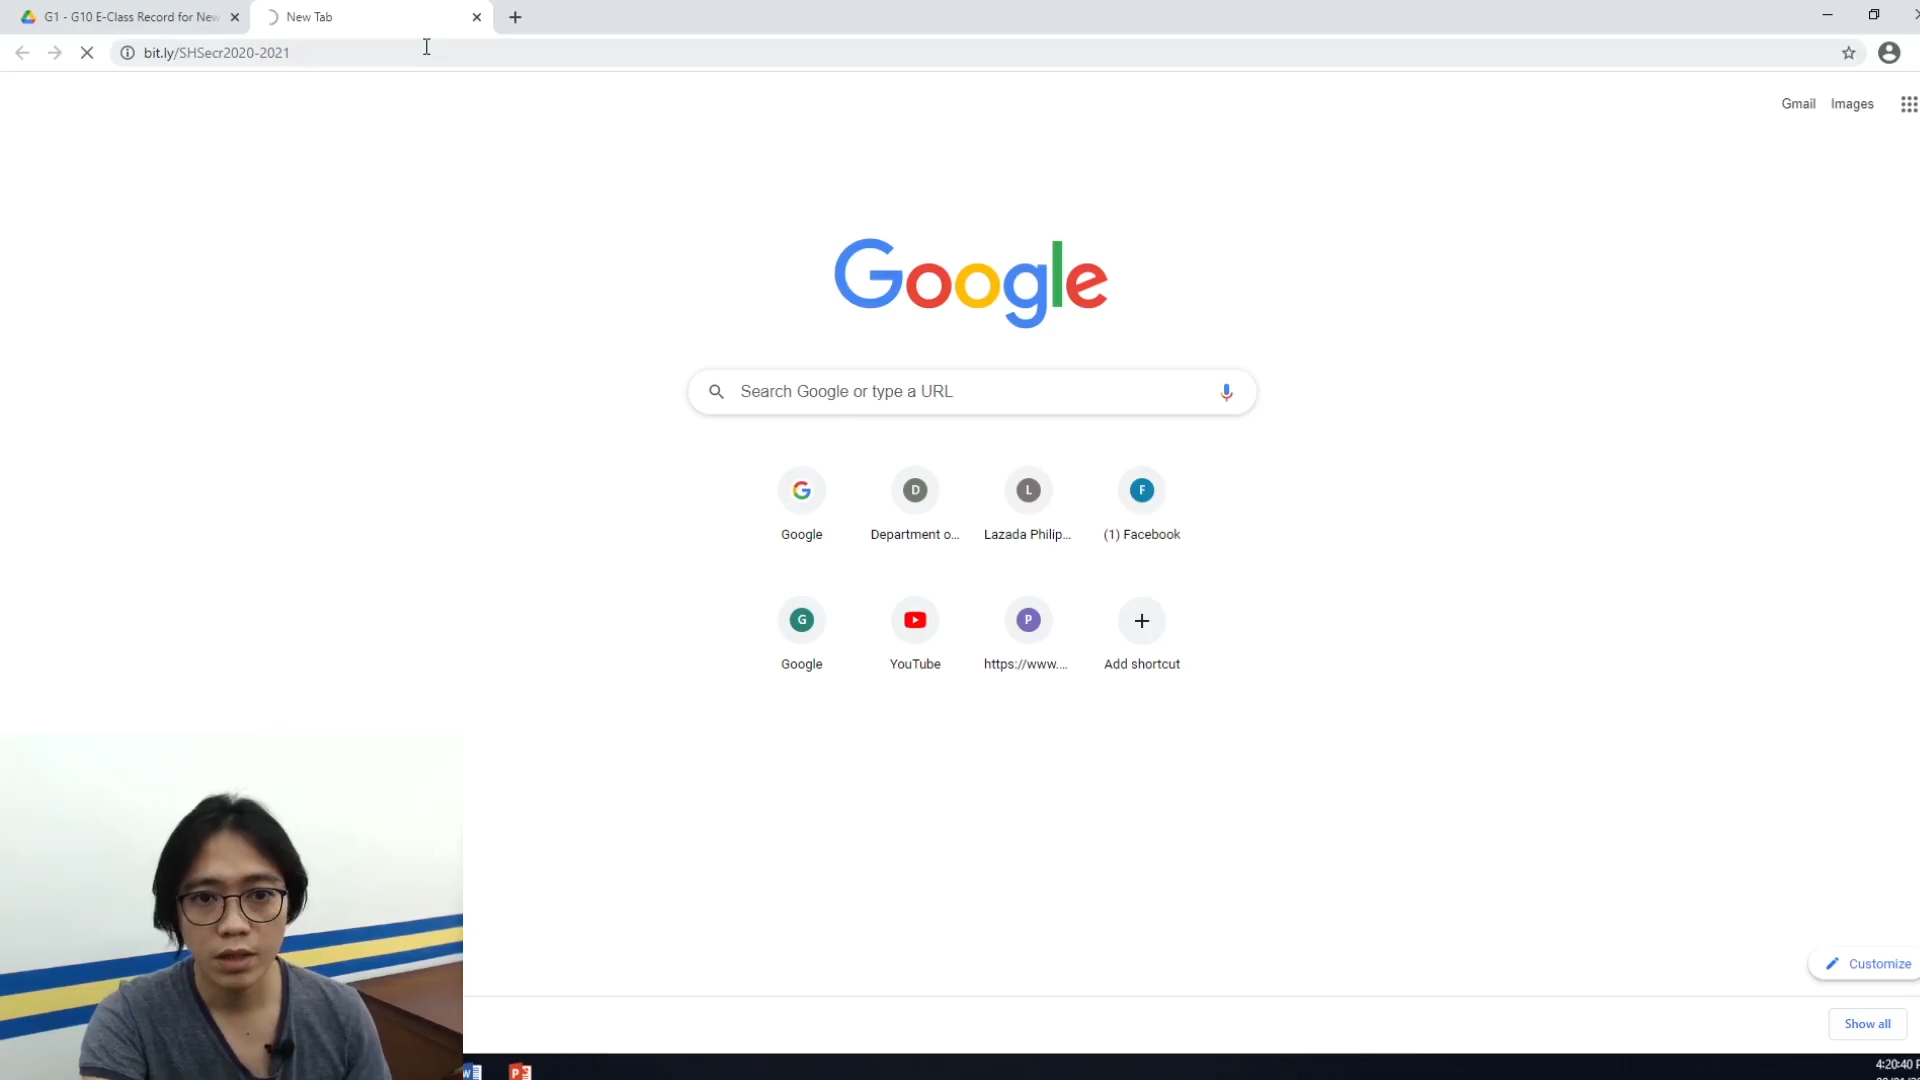 G1 - G10 E-Class Record for New
New Tab
bit.ly/SHSecr2020-2021
Gmail
Images
Google
Search Google or type a URL
G
D
L
F
Google
Department o...
Lazada Philip...
(1) Facebook
G
P
Google
YouTube
https://www....
Add shortcut
Customize
Show all
W
P
4:20:40 P